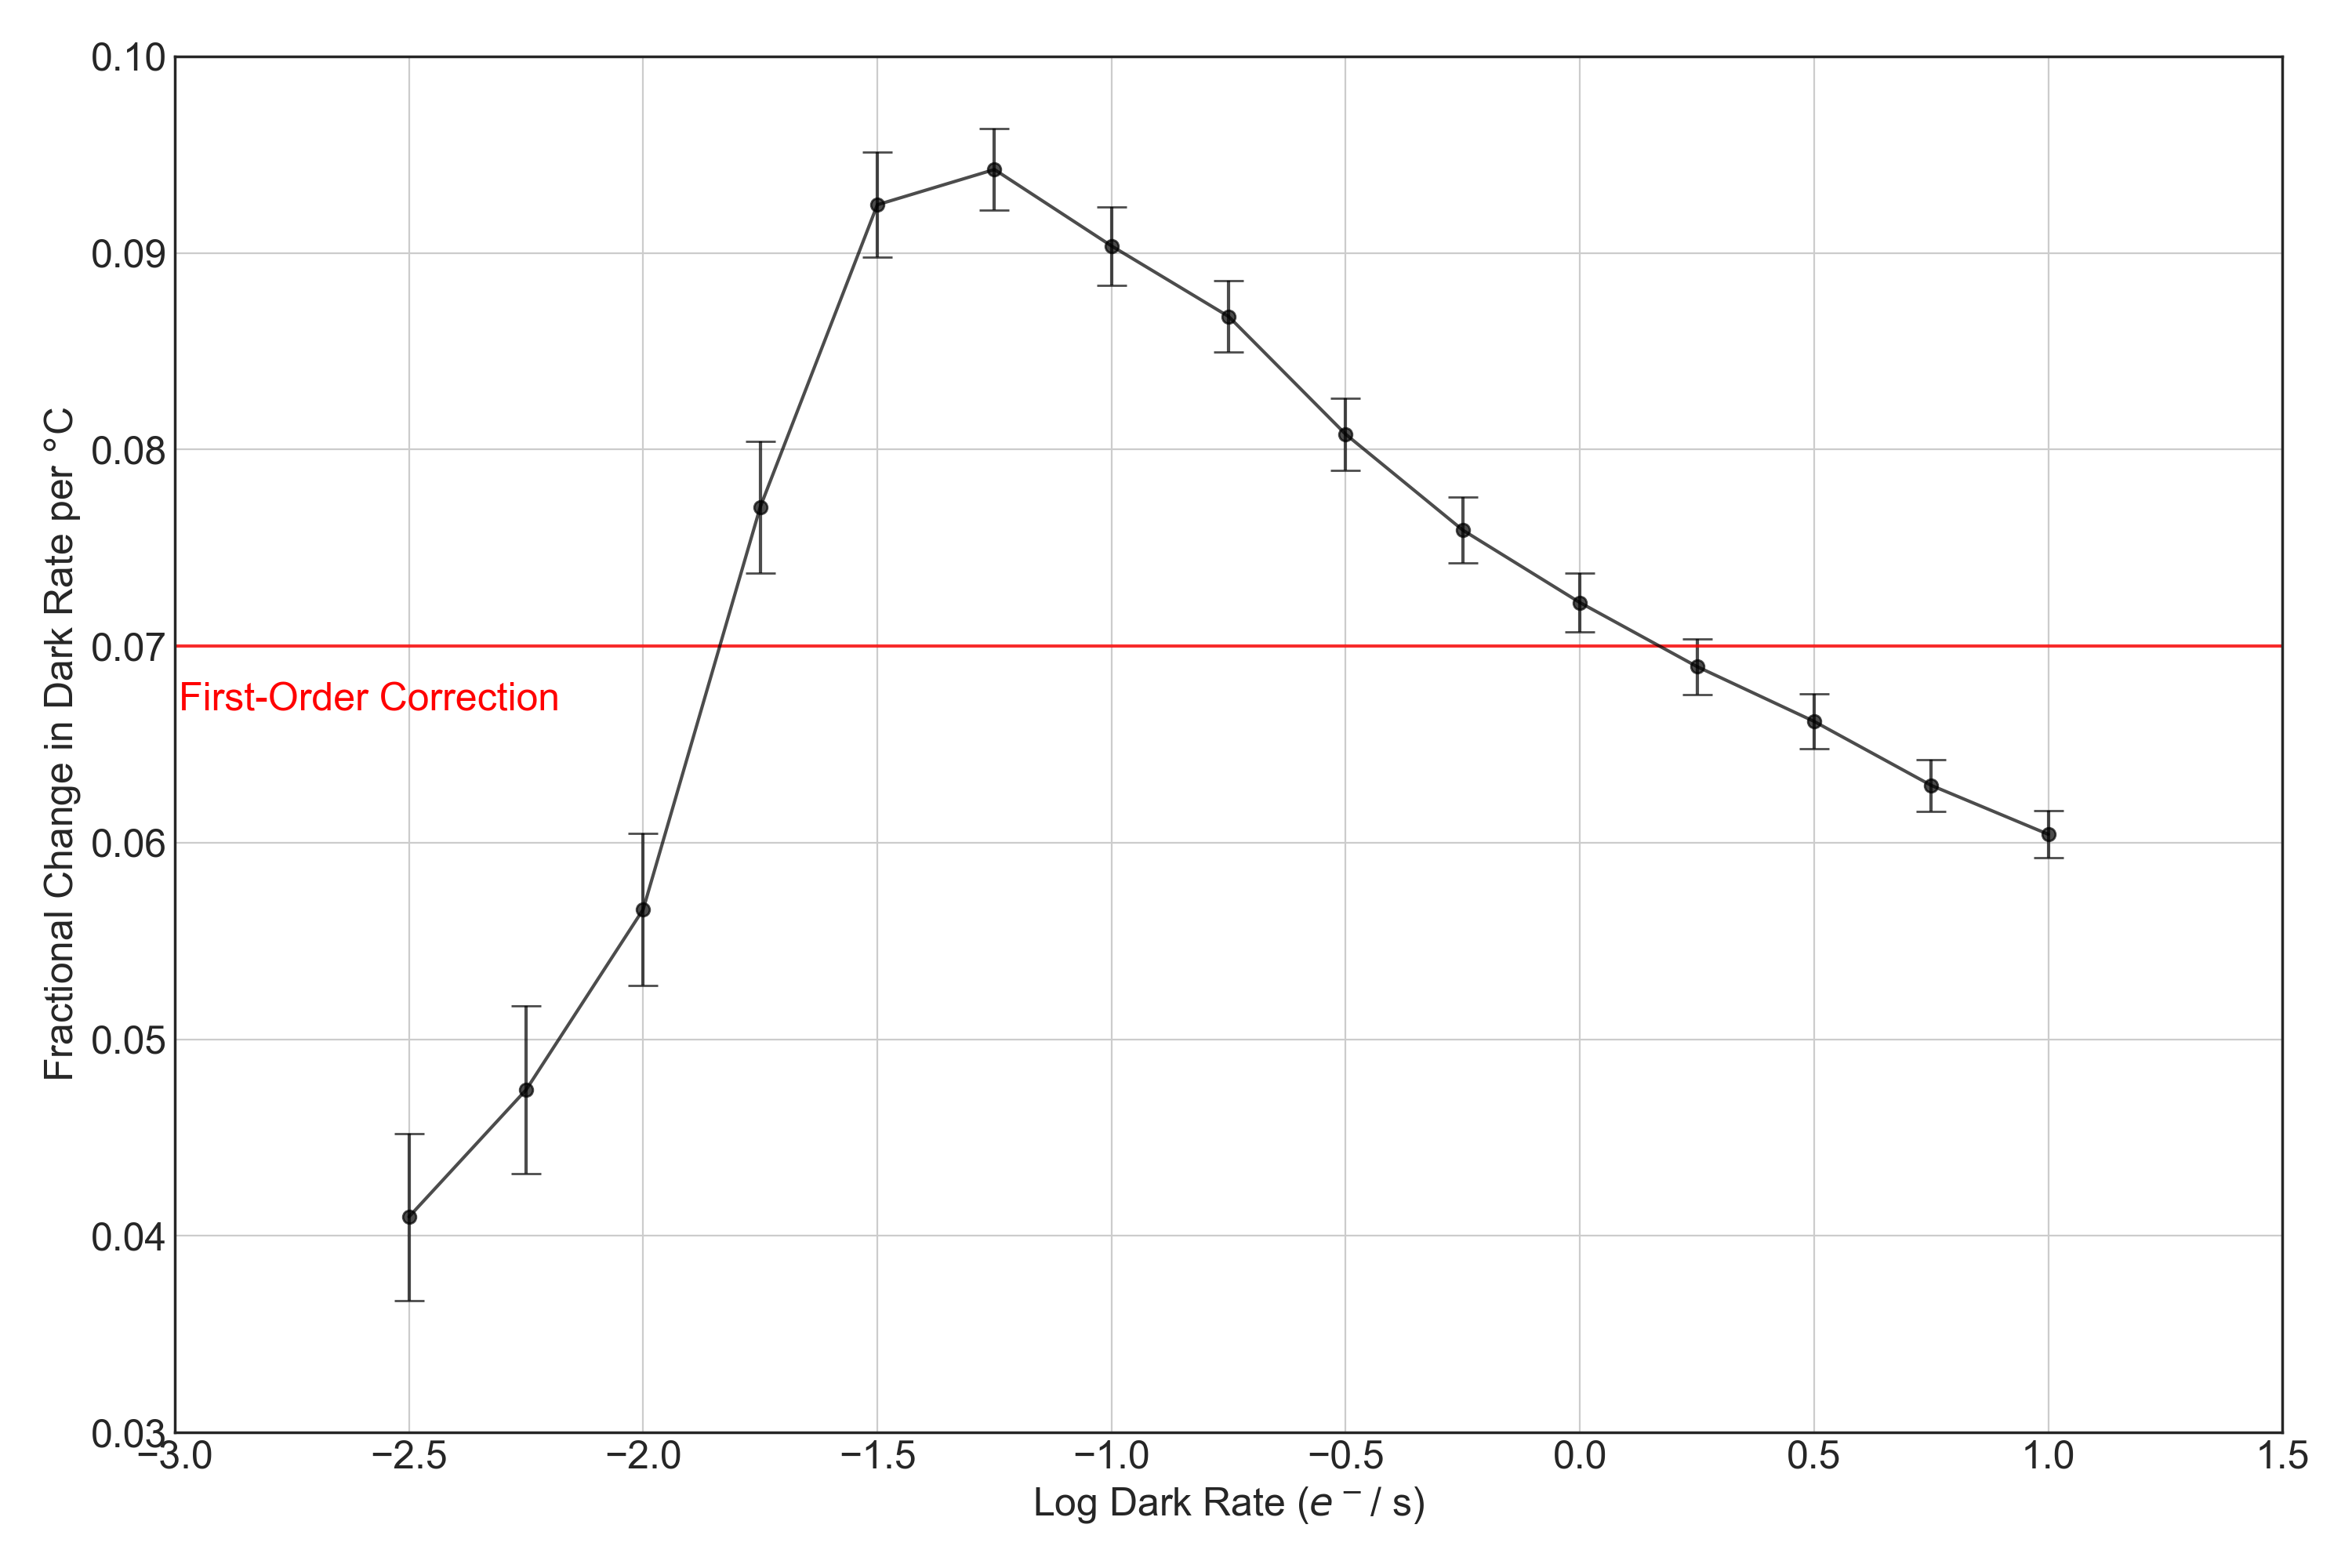 0.10
0.09
0.08
0.07
0.06
0.05
0.04
0.03
Fractional Change in Dark Rate per °C
First-Order Correction
−3.0 −2.5 −2.0 −1.5 −1.0 −0.5 0.0 0.5 1.0 1.5
Log Dark Rate (e⁻ / s)